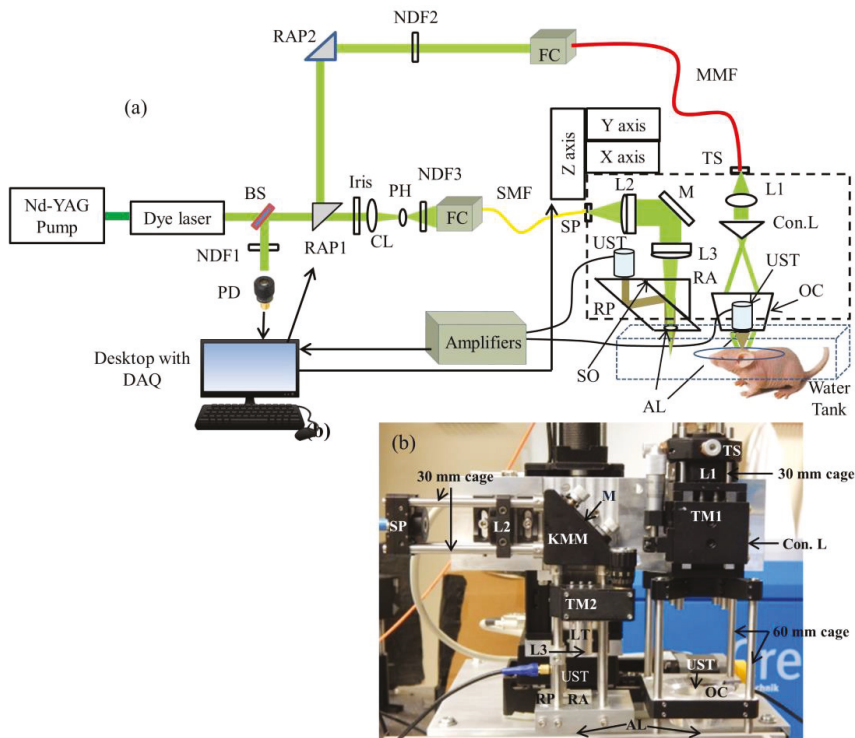 RAP2
NDF2
FC
MMF
(a)
Z axis
Y axis
X axis
TS
Nd-YAG
Pump
Dye laser
BS
Iris
PH
NDF3
SMF
FC
SP
L2
M
L1
Con.L
NDF1
RAP1
CL
UST
L3
UST
RA
OC
RP
PD
Desktop with
DAQ
Amplifiers
SO
AL
Water
Tank
b)
(b)
TS
L1
30 mm cage
30 mm cage
M
SP
L2
KMM
TM1
Con. L
TM2
LT
L3
60 mm cage
UST
UST
OC
re
technik
RP
RA
AL